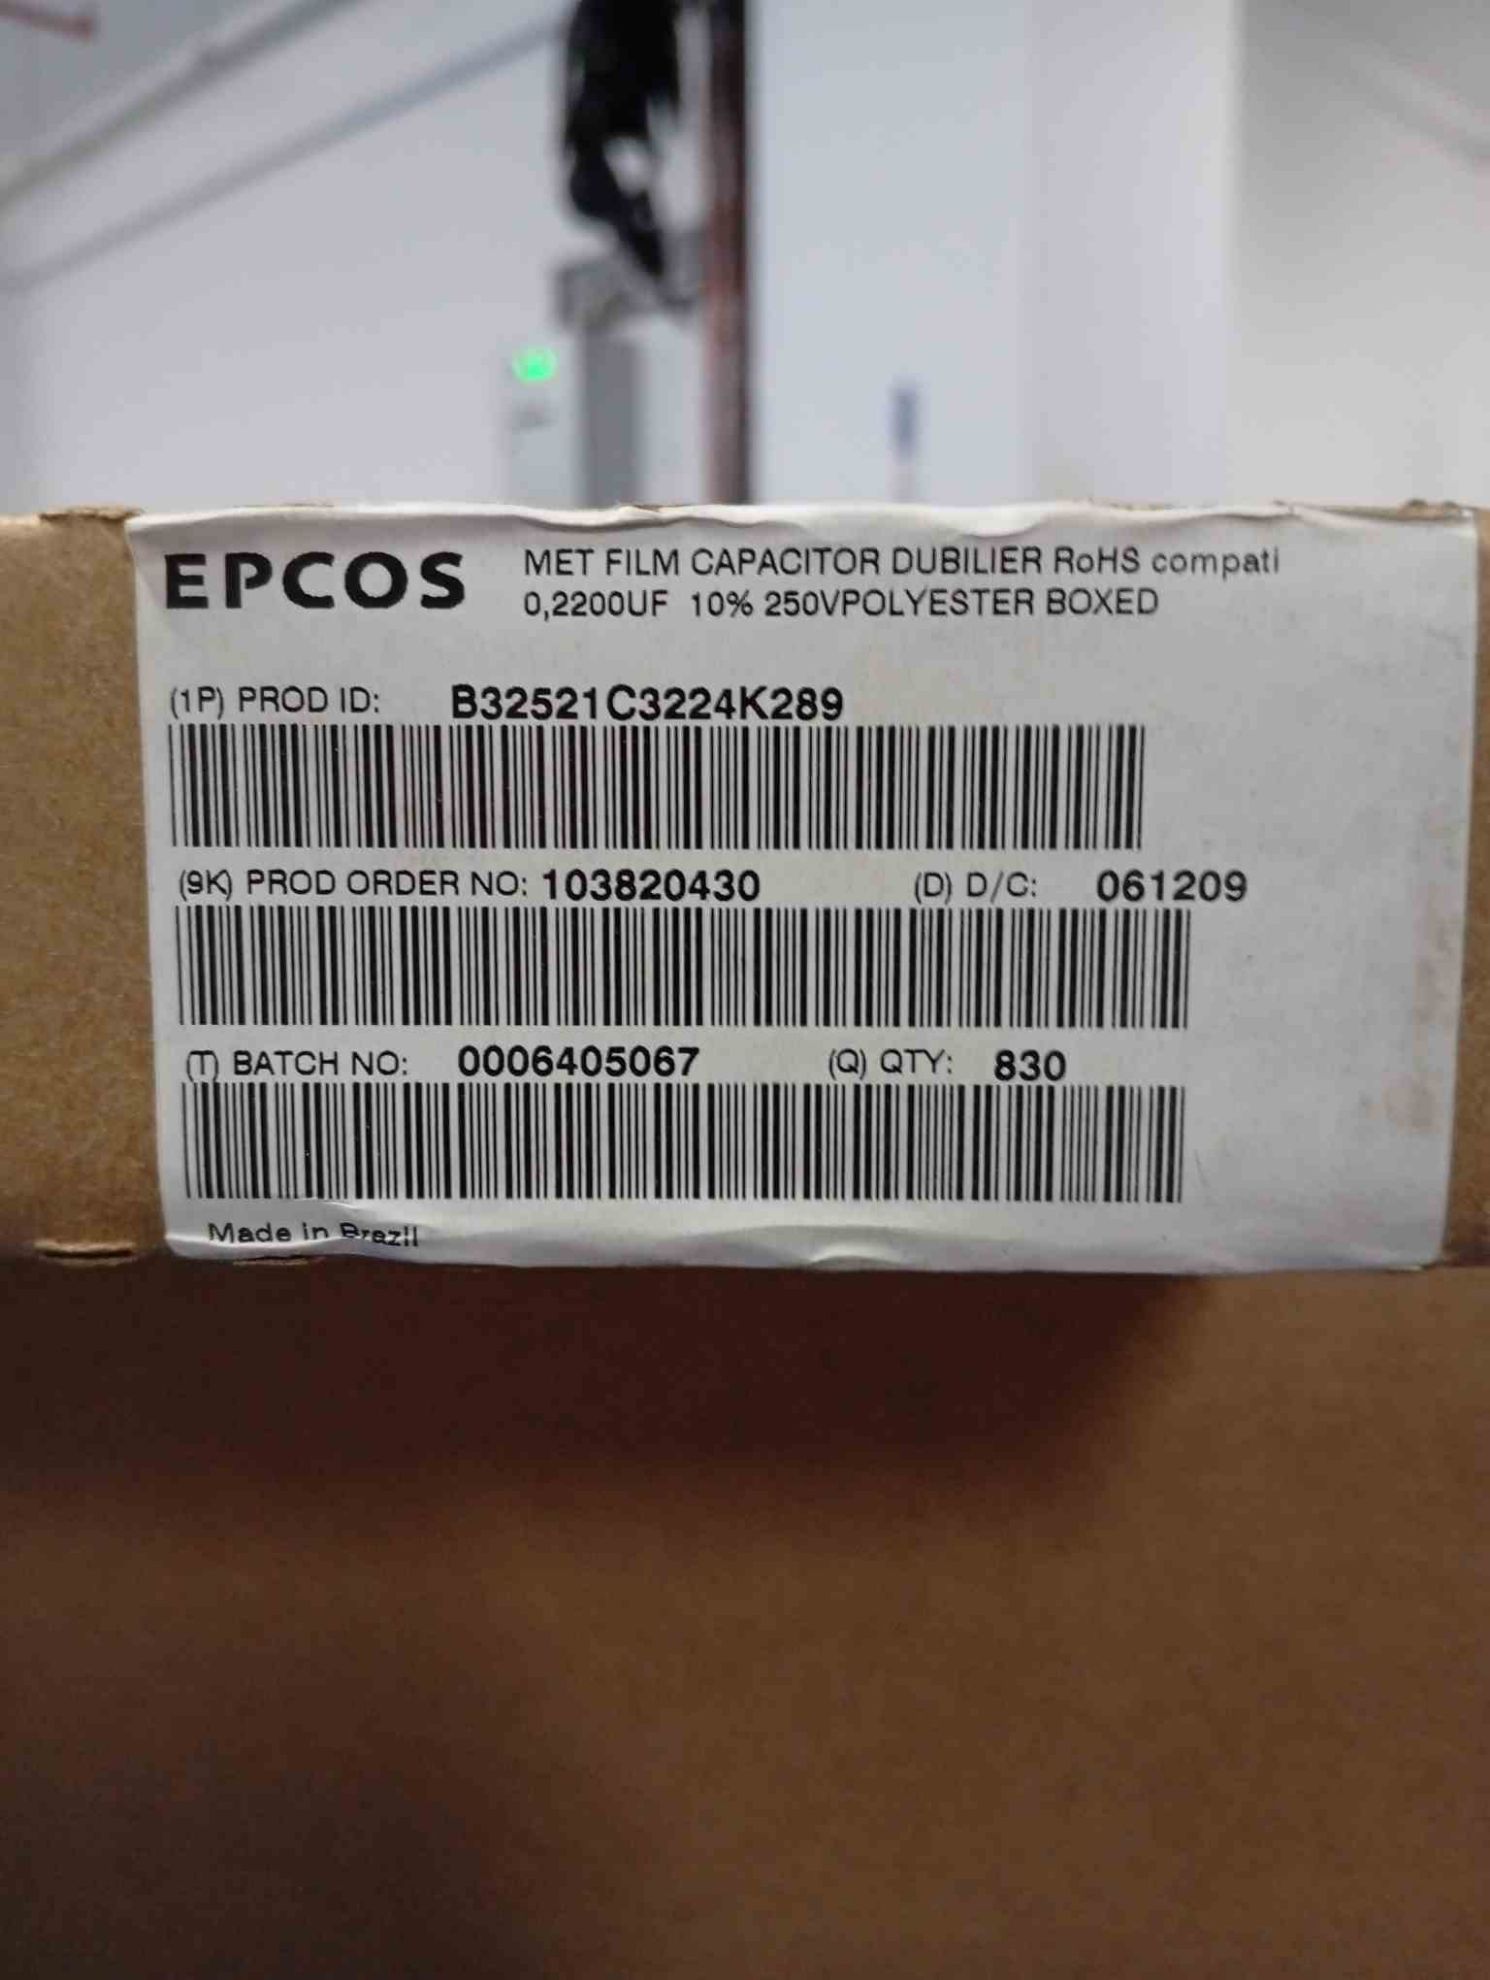 EPCOS
MET FILM CAPACITOR DUBILIER RoHS compati
0,2200UF 10% 250VPOLYESTER BOXED
(1P) PROD ID: B32521C3224K289
(9K) PROD ORDER NO: 103820430 (D) D/C: 061209
(T) BATCH NO: 0006405067 (Q) QTY: 830
Made in Brazil